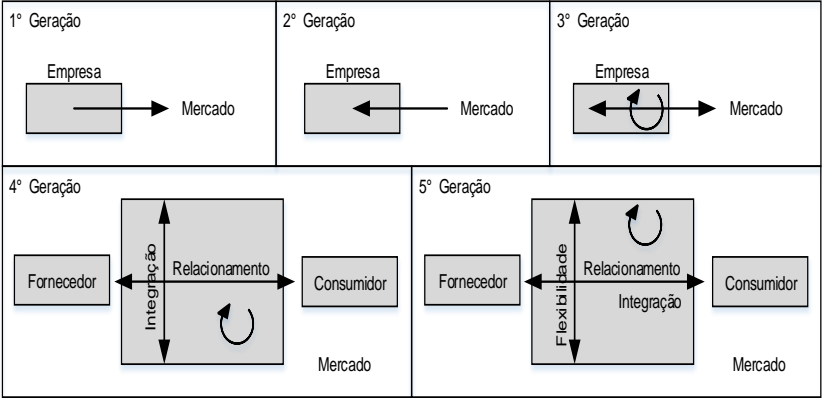 1° Geração
Empresa
Mercado
2° Geração
Empresa
Mercado
3° Geração
Empresa
Mercado
4° Geração
Fornecedor
Integração
Relacionamento
Consumidor
Mercado
5° Geração
Fornecedor
Flexibilidade
Relacionamento
Integração
Consumidor
Mercado